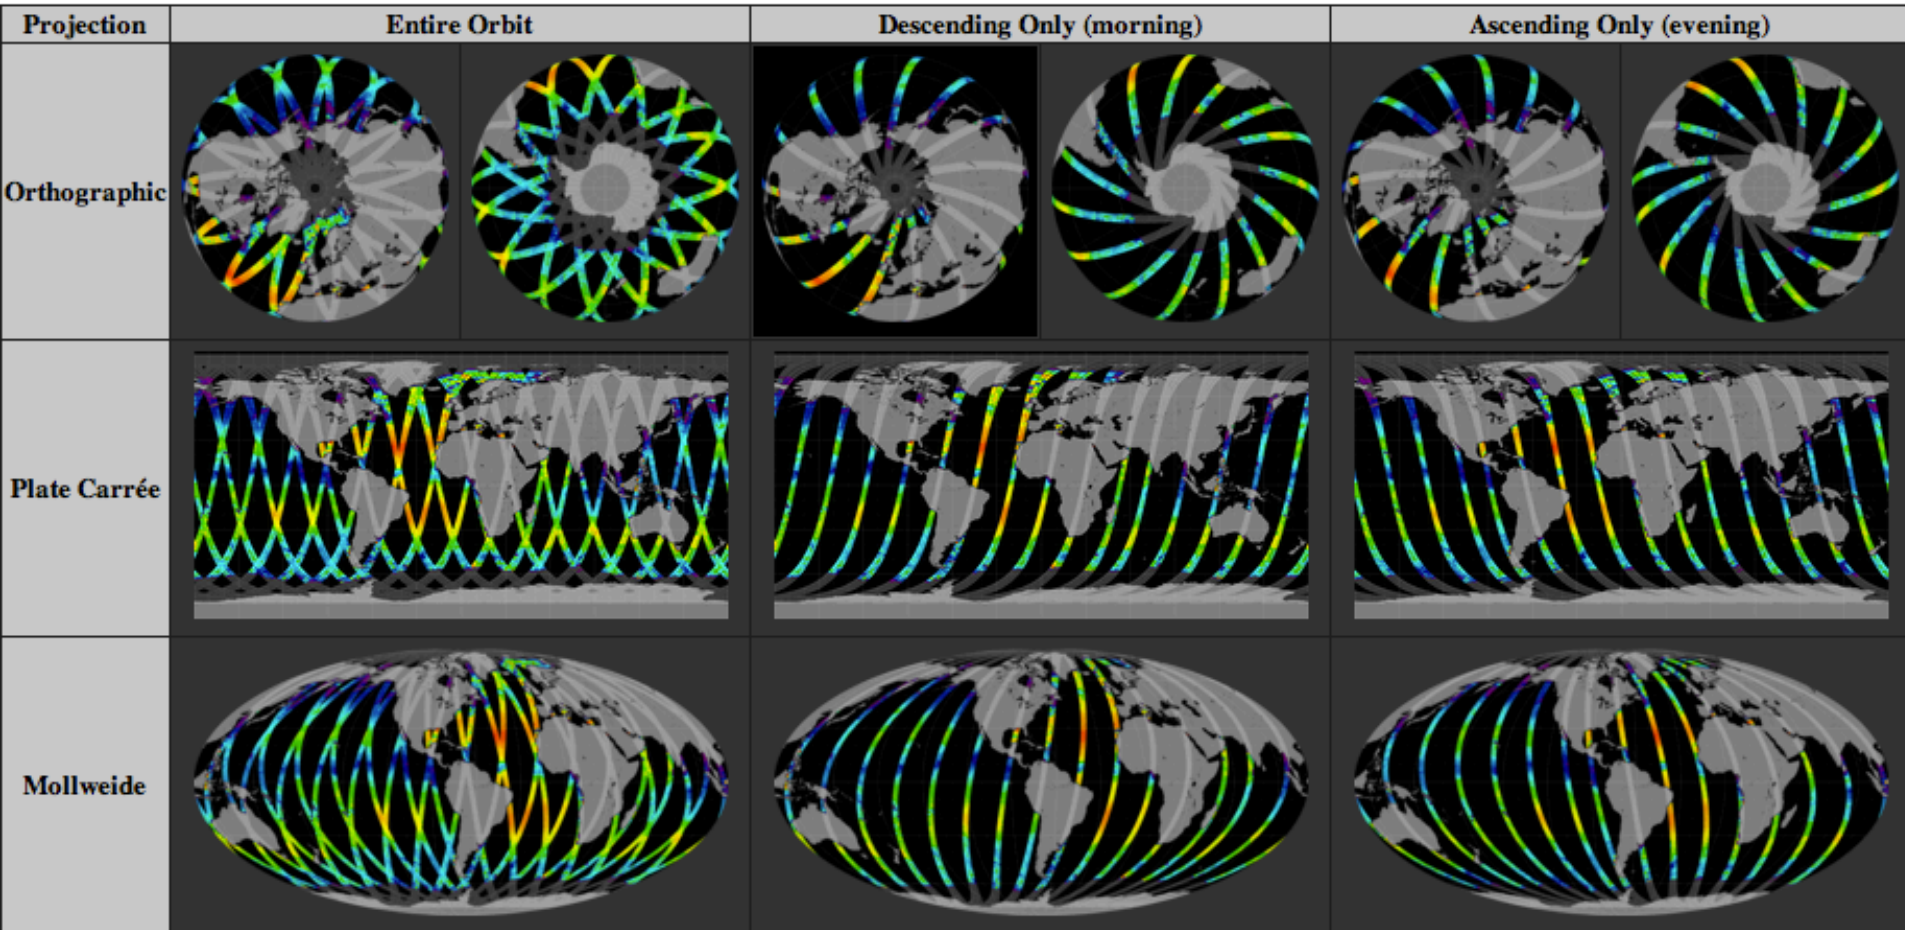 Projection Entire Orbit Descending Only (morning) Ascending Only (evening)
Orthographic
Plate Carrée
Mollweide